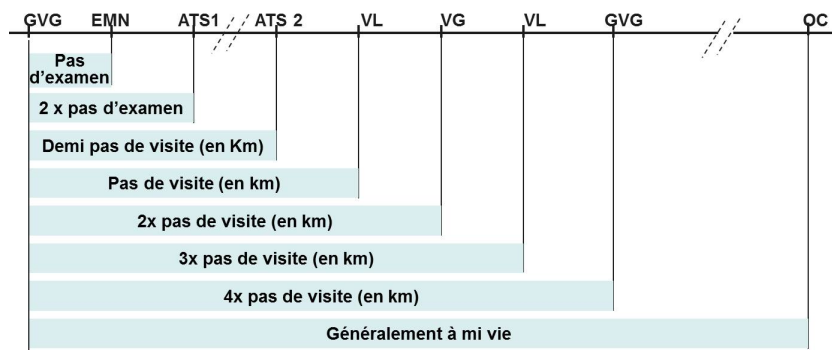 GVG EMN ATS1 ATS 2 VL VG VL GVG OC
Pas
d'examen
2 x pas d'examen
Demi pas de visite (en Km)
Pas de visite (en km)
2x pas de visite (en km)
3x pas de visite (en km)
4x pas de visite (en km)
Généralement à mi vie